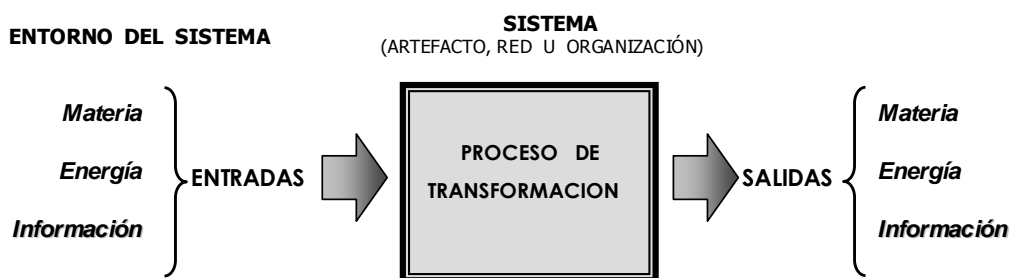 ENTORNO DEL SISTEMA
SISTEMA
(ARTEFACTO, RED U ORGANIZACIÓN)
Materia
Energía
Información
ENTRADAS
PROCESO DE
TRANSFORMACION
SALIDAS
Materia
Energía
Información